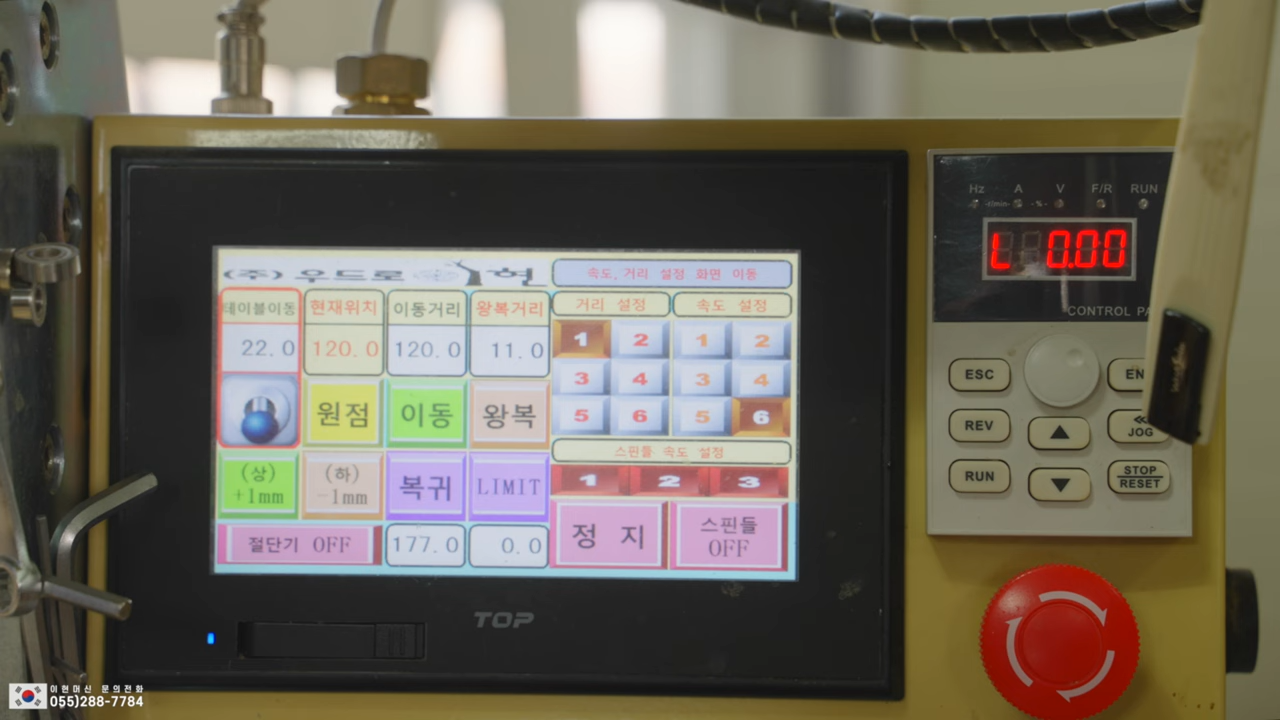 (주) 우드로 이현
속도, 거리 설정 화면 이동
테이블이동 현재위치 이동거리 왕복거리
거리 설정 속도 설정
22.0 120.0 120.0 11.0
1 2 1 2
3 4 3 4
5 6 5 6
원점 이동 왕복
스핀들 속도 설정
1 2 3
(상) +1mm
(하) -1mm
복귀 LIMIT
정 지
스핀들 OFF
절단기 OFF
177.0 0.0
TOP
Hz A V F/R RUN
L 0.00
CONTROL
ESC
REV JOG
RUN STOP RESET
이현머신 문의전화
055)288-7784